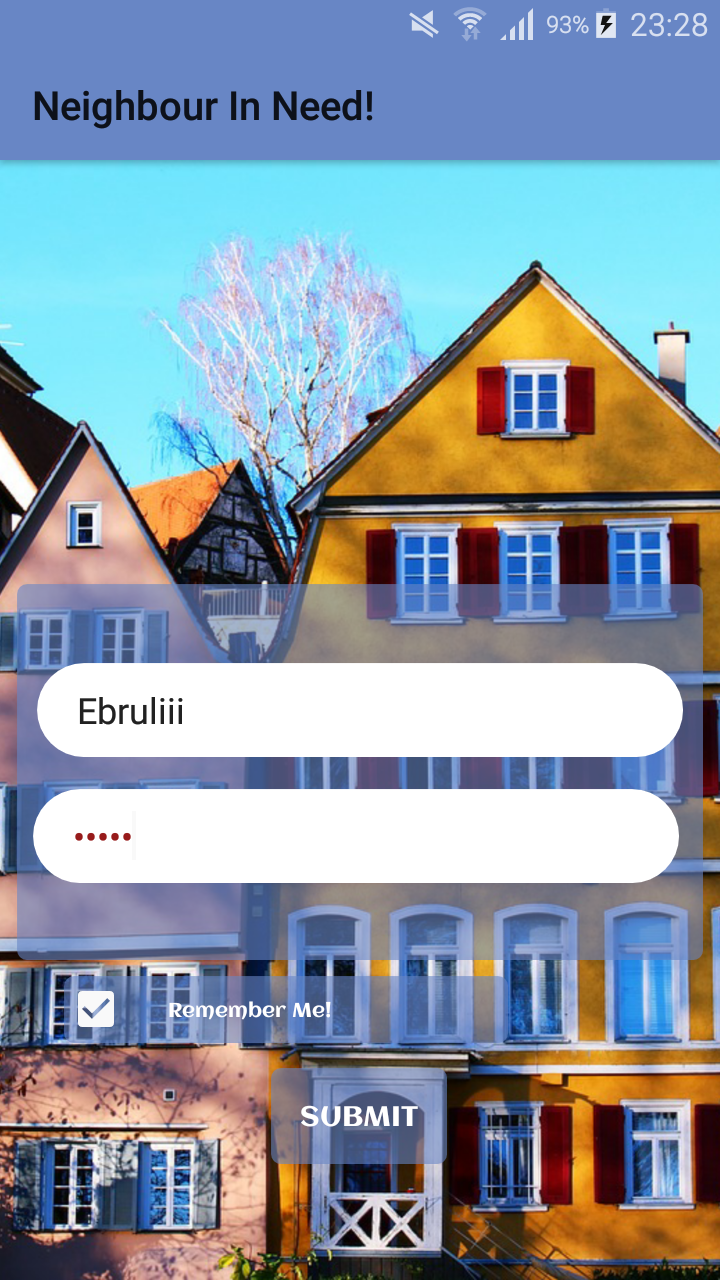 93% 23:28
Neighbour In Need!
Ebruliii
•••••
Remember Me!
SUBMIT